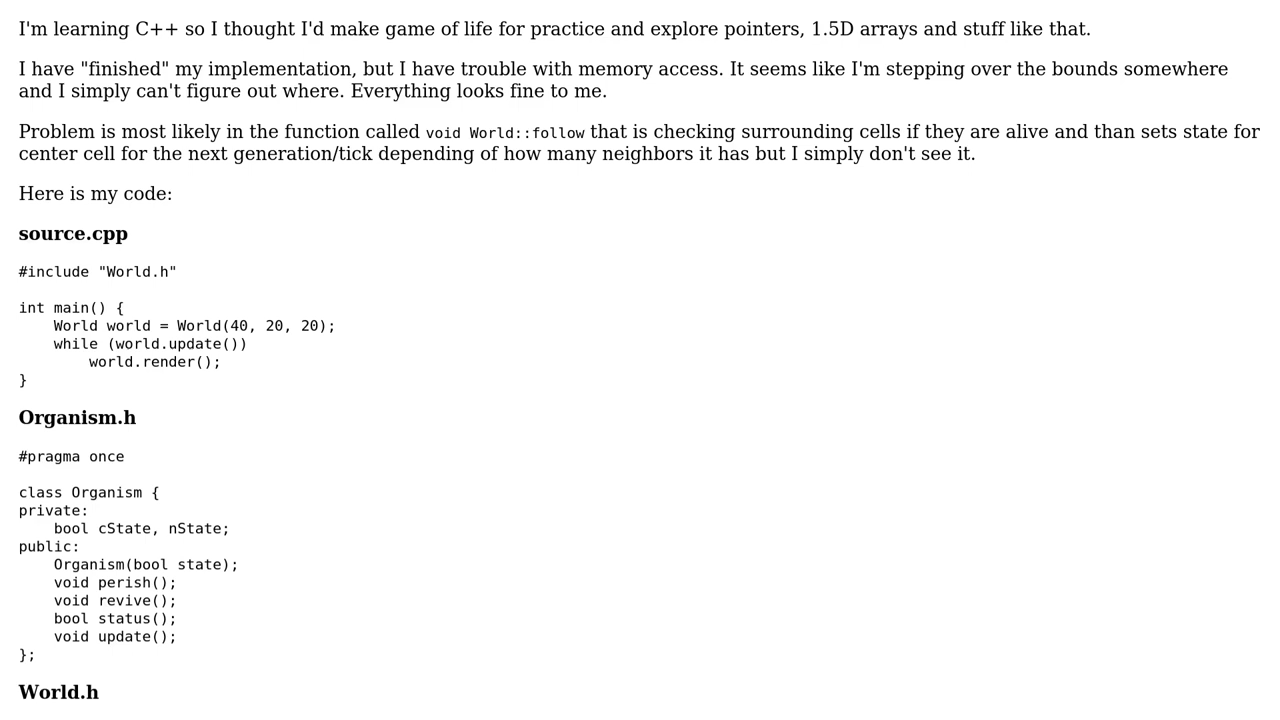 I'm learning C++ so I thought I'd make game of life for practice and explore pointers, 1.5D arrays and stuff like that.
I have "finished" my implementation, but I have trouble with memory access. It seems like I'm stepping over the bounds somewhere
and I simply can't figure out where. Everything looks fine to me.
Problem is most likely in the function called void World::follow that is checking surrounding cells if they are alive and than sets state for
center cell for the next generation/tick depending of how many neighbors it has but I simply don't see it.
Here is my code:
source.cpp
#include "World.h"
int main() {
    World world = World(40, 20, 20);
    while (world.update())
        world.render();
}
Organism.h
#pragma once
class Organism {
private:
    bool cState, nState;
public:
    Organism(bool state);
    void perish();
    void revive();
    bool status();
    void update();
};
World.h